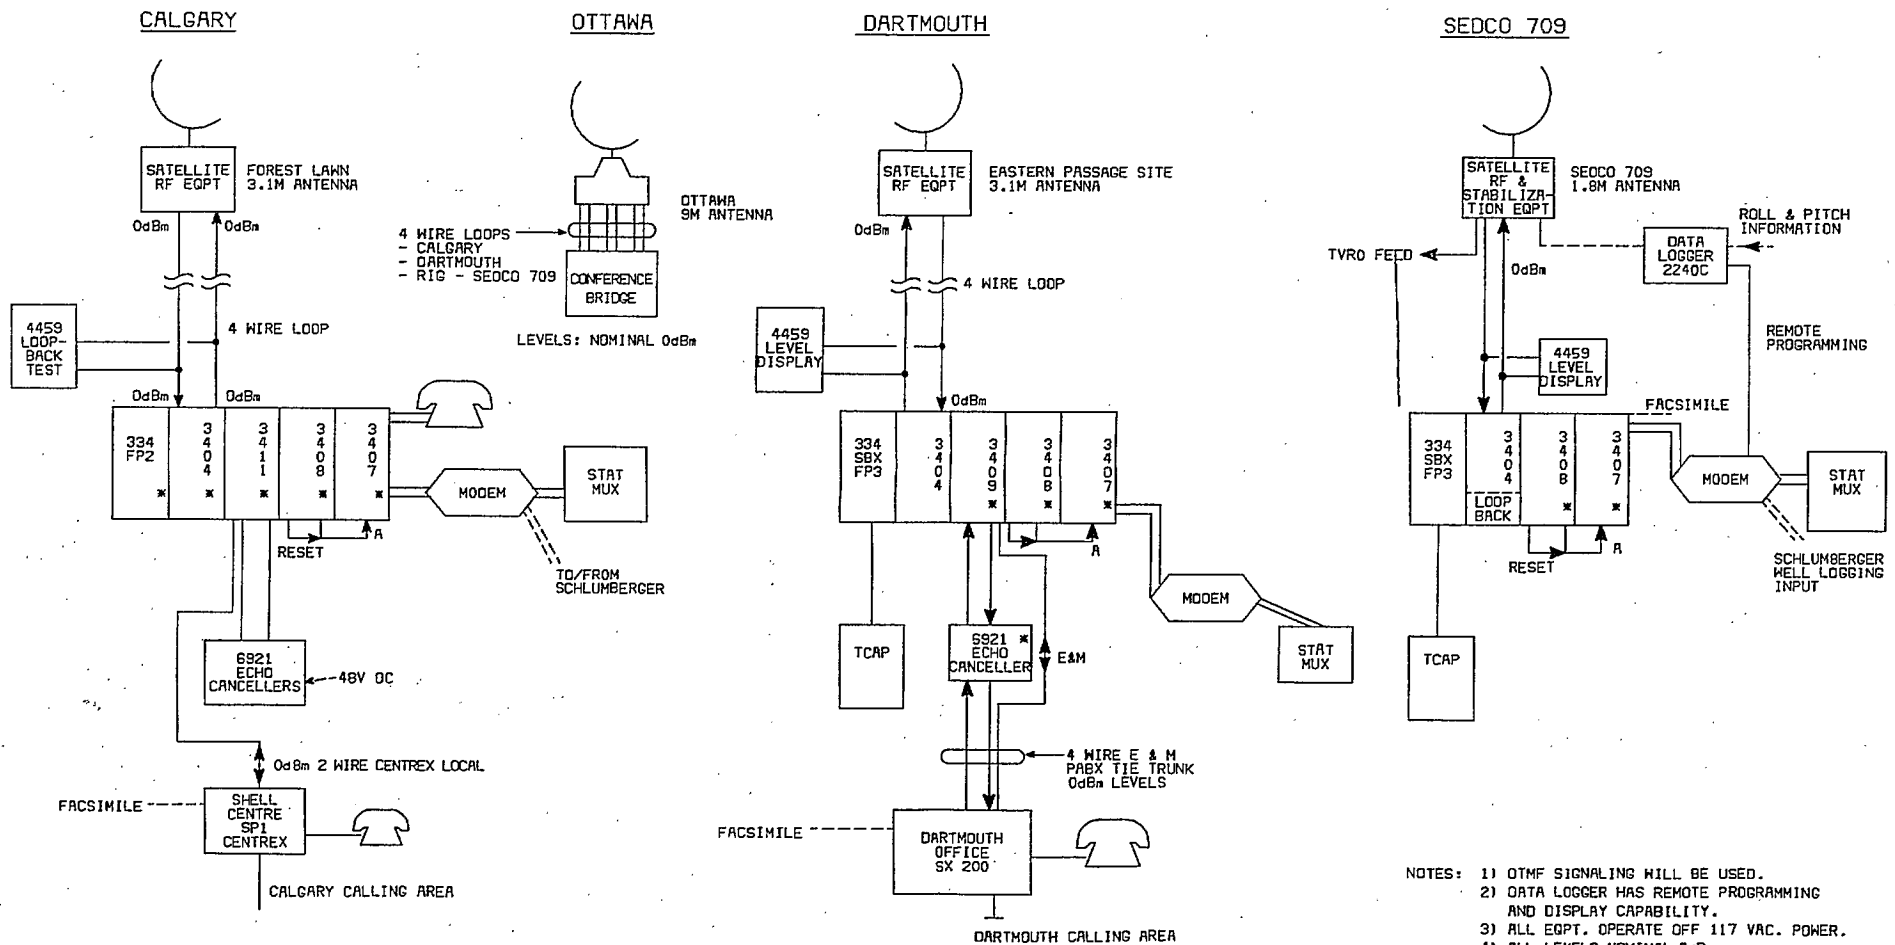 CALGARY
OTTAWA
DARTMOUTH
SEDCO 709
SATELLITE
RF EQPT
FOREST LAWN
3.1M ANTENNA
0dBm
0dBm
4459
LOOP-
BACK
TEST
4 WIRE LOOP
0dBm
0dBm
334
FP2
*
3404
*
3411
*
3408
*
3407
*
RESET
A
MODEM
STAT
MUX
TO/FROM
SCHLUMBERGER
6921
ECHO
CANCELLERS
48V DC
0dBm 2 WIRE CENTREX LOCAL
FACSIMILE
SHELL
CENTRE
SP1
CENTREX
CALGARY CALLING AREA
OTTAWA
9M ANTENNA
4 WIRE LOOPS
- CALGARY
- DARTMOUTH
- RIG - SEDCO 709
CONFERENCE
BRIDGE
LEVELS: NOMINAL 0dBm
SATELLITE
RF EQPT
EASTERN PASSAGE SITE
3.1M ANTENNA
0dBm
4 WIRE LOOP
4459
LEVEL
DISPLAY
0dBm
334
SBX
FP3
3404
3409
*
3408
*
3407
*
A
TCAP
6921 *
ECHO
CANCELLER
E&M
MODEM
STAT
MUX
4 WIRE E & M
PABX TIE TRUNK
0dBm LEVELS
FACSIMILE
DARTMOUTH
OFFICE
SX 200
DARTMOUTH CALLING AREA
SATELLITE
RF &
STABILIZA-
TION EQPT
SEDCO 709
1.8M ANTENNA
ROLL & PITCH
INFORMATION
TVRO FEED
0dBm
DATA
LOGGER
2240C
REMOTE
PROGRAMMING
4459
LEVEL
DISPLAY
FACSIMILE
334
SBX
FP3
3404
LOOP
BACK
3408
*
3407
*
RESET
A
MODEM
STAT
MUX
SCHLUMBERGER
WELL LOGGING
INPUT
TCAP
NOTES: 1) DTMF SIGNALING WILL BE USED.
2) DATA LOGGER HAS REMOTE PROGRAMMING
AND DISPLAY CAPABILITY.
3) ALL EQPT. OPERATE OFF 117 VAC. POWER.